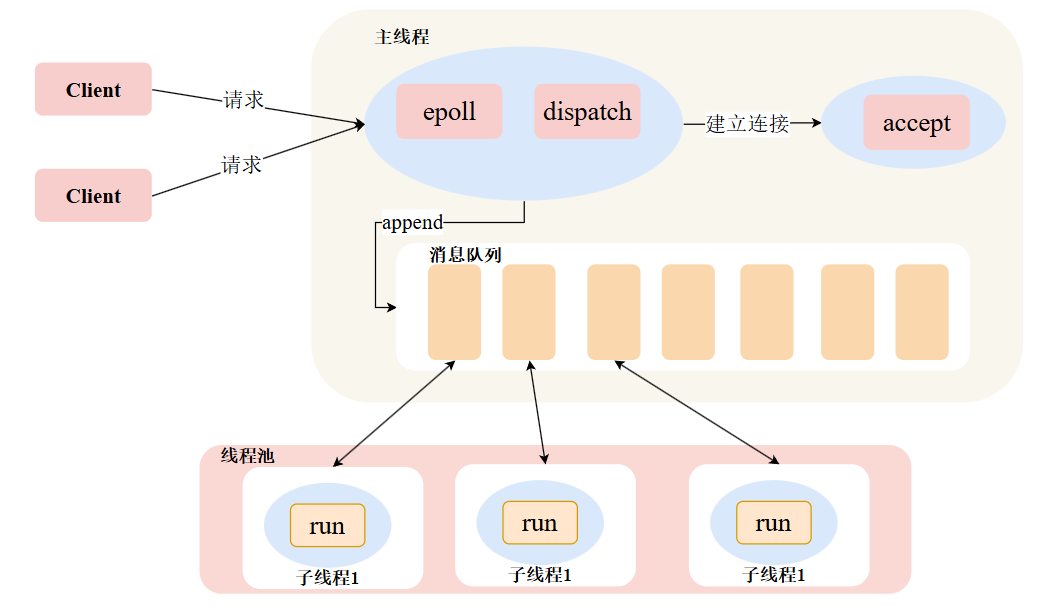 主线程
Client
请求
epoll
dispatch
建立连接
accept
请求
Client
append
消息队列
线程池
run
run
run
子线程1
子线程1
子线程1